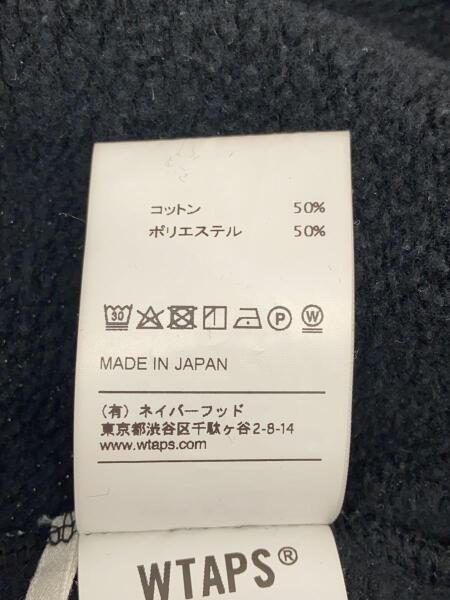 コットン 50%
ポリエステル 50%
30 P W
MADE IN JAPAN
(有) ネイバーフッド
東京都渋谷区千駄ヶ谷2-8-14
www.wtaps.com
WTAPS®